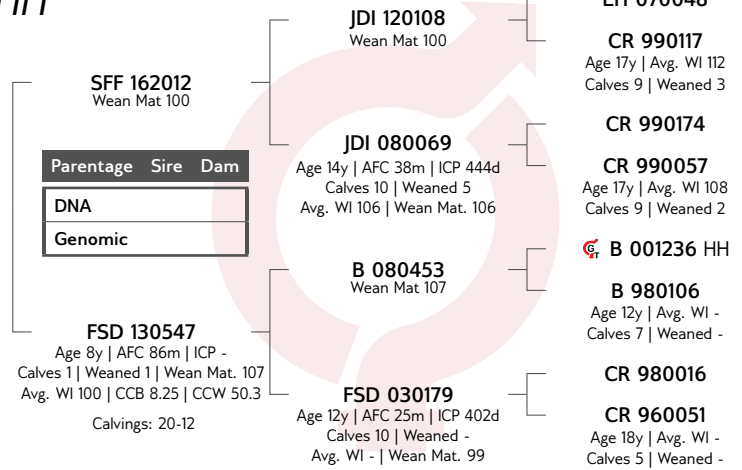 JDI 120108
Wean Mat 100
CR 990117
Age 17y | Avg. WI 112
Calves 9 | Weaned 3
SFF 162012
Wean Mat 100
CR 990174
JDI 080069
Age 14y | AFC 38m | ICP 444d
Calves 10 | Weaned 5
Avg. WI 106 | Wean Mat. 106
CR 990057
Age 17y | Avg. WI 108
Calves 9 | Weaned 2
Parentage Sire Dam
DNA
Genomic
B 001236 HH
B 080453
Wean Mat 107
B 980106
Age 12y | Avg. WI -
Calves 7 | Weaned -
FSD 130547
Age 8y | AFC 86m | ICP -
Calves 1 | Weaned 1 | Wean Mat. 107
Avg. WI 100 | CCB 8.25 | CCW 50.3
Calvings: 20-12
CR 980016
FSD 030179
Age 12y | AFC 25m | ICP 402d
Calves 10 | Weaned -
Avg. WI - | Wean Mat. 99
CR 960051
Age 18y | Avg. WI -
Calves 5 | Weaned -